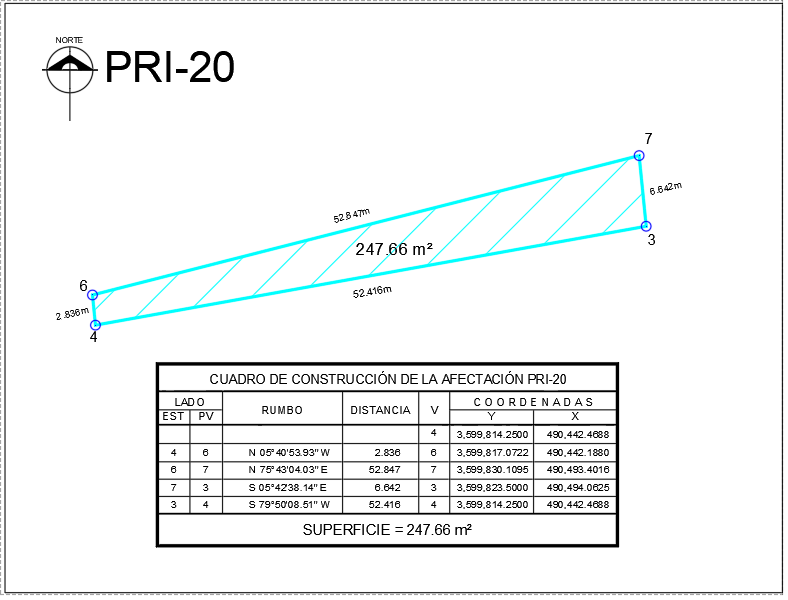 NORTE
PRI-20
7
52.847m
6.642m
247.66 m²
3
6
52.416m
2.836m
4
CUADRO DE CONSTRUCCIÓN DE LA AFECTACIÓN PRI-20
LADO RUMBO DISTANCIA V COORDENADAS
EST PV Y X
4 3,599,814.2500 490,442.4688
4 6 N 05°40'53.93" W 2.836 6 3,599,817.0722 490,442.1880
6 7 N 75°43'04.03" E 52.847 7 3,599,830.1095 490,493.4016
7 3 S 05°42'38.14" E 6.642 3 3,599,823.5000 490,494.0625
3 4 S 79°50'08.51" W 52.416 4 3,599,814.2500 490,442.4688
SUPERFICIE = 247.66 m²